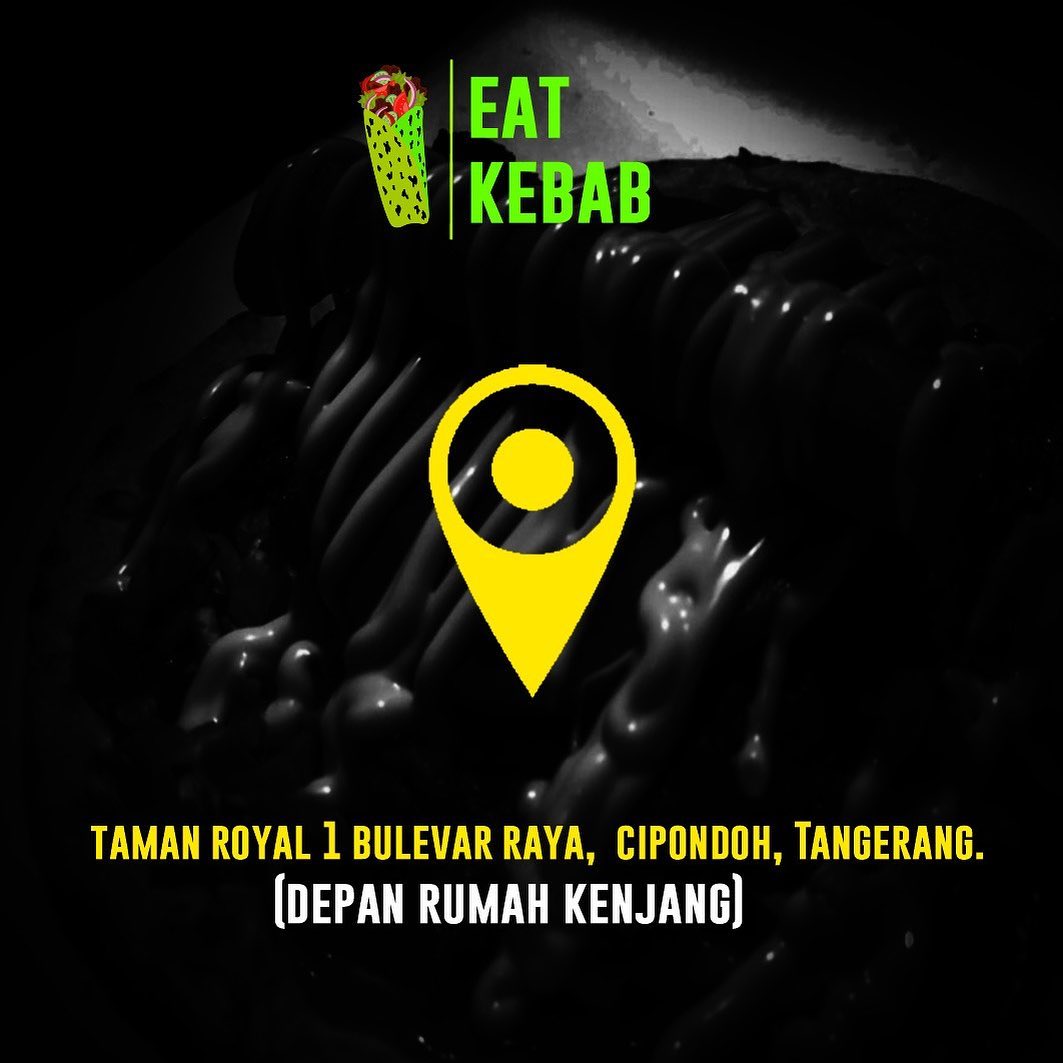 EAT
KEBAB
TAMAN ROYAL 1 BULEVAR RAYA, CIPONDOH, TANGERANG.
(DEPAN RUMAH KENJANG)